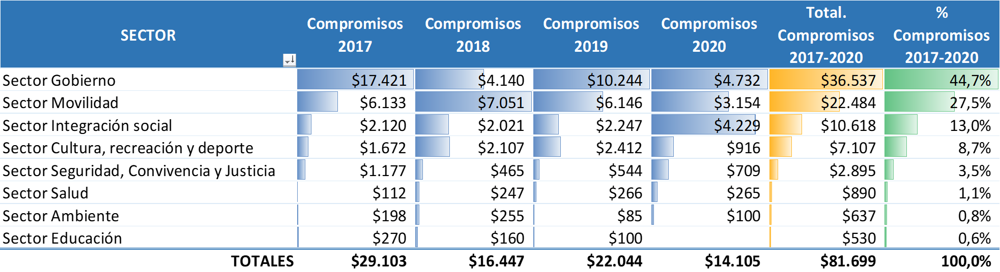 SECTOR Compromisos 2017 Compromisos 2018 Compromisos 2019 Compromisos 2020 Total. Compromisos 2017-2020 % Compromisos 2017-2020
Sector Gobierno $17.421 $4.140 $10.244 $4.732 $36.537 44,7%
Sector Movilidad $6.133 $7.051 $6.146 $3.154 $22.484 27,5%
Sector Integración social $2.120 $2.021 $2.247 $4.229 $10.618 13,0%
Sector Cultura, recreación y deporte $1.672 $2.107 $2.412 $916 $7.107 8,7%
Sector Seguridad, Convivencia y Justicia $1.177 $465 $544 $709 $2.895 3,5%
Sector Salud $112 $247 $266 $265 $890 1,1%
Sector Ambiente $198 $255 $85 $100 $637 0,8%
Sector Educación $270 $160 $100 $530 0,6%
TOTALES $29.103 $16.447 $22.044 $14.105 $81.699 100,0%